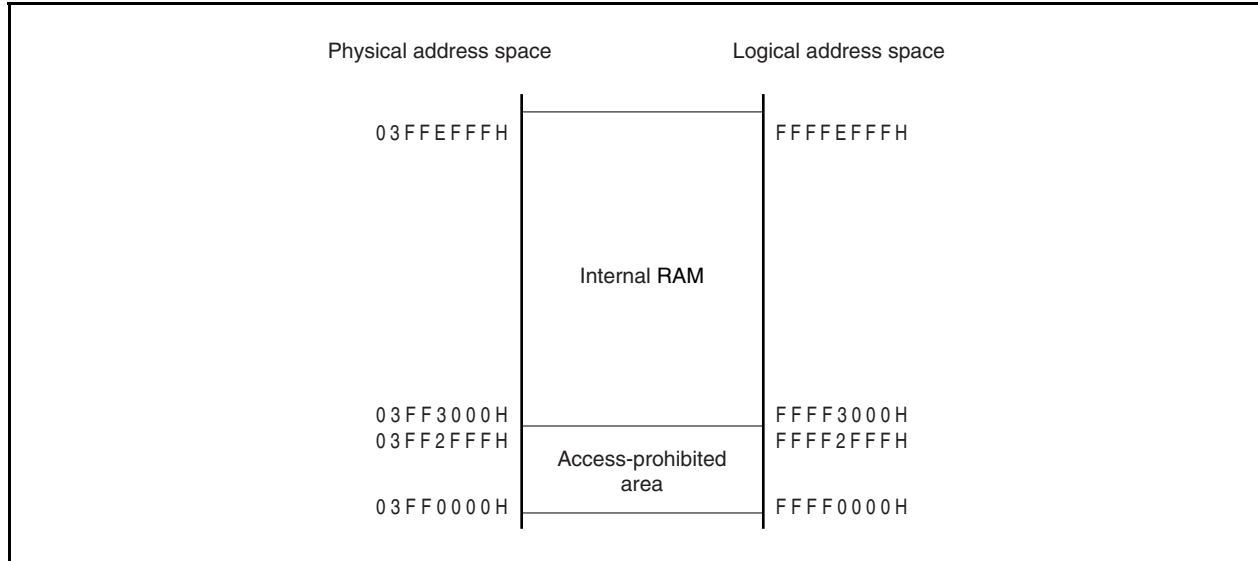 Physical address space Logical address space
03FFEFFFH FFFFEFFFH
Internal RAM
03FF3000H FFFF3000H
03FF2FFFH FFFF2FFFH
Access-prohibited
area
03FF0000H FFFF0000H